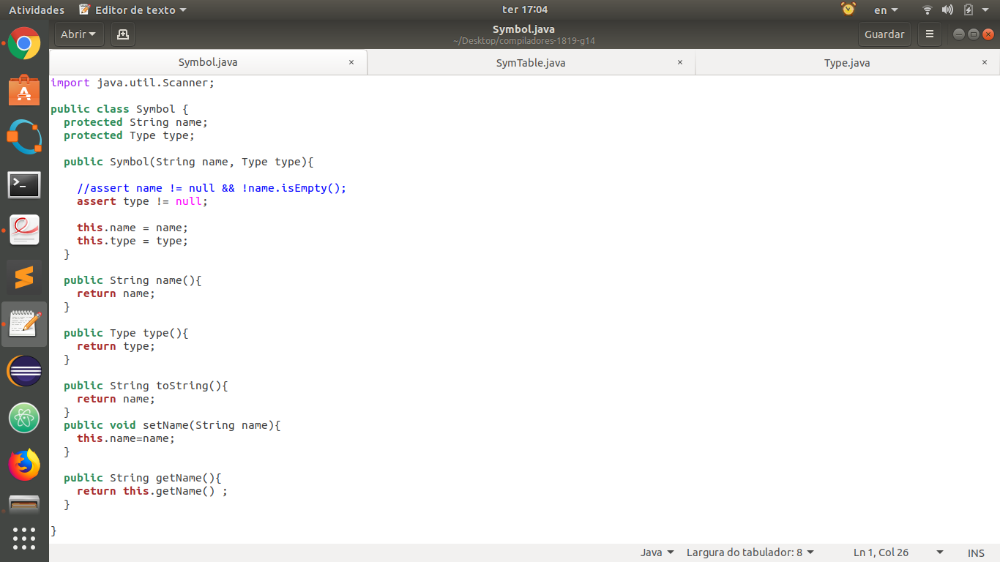 Atividades Editor de texto ter 17:04 en
Abrir Symbol.java Guardar
~/Desktop/compiladores-1819-g14
Symbol.java × SymTable.java × Type.java ×
import java.util.Scanner;
public class Symbol {
  protected String name;
  protected Type type;
  public Symbol(String name, Type type){
    //assert name != null && !name.isEmpty();
    assert type != null;
    this.name = name;
    this.type = type;
  }
  public String name(){
    return name;
  }
  public Type type(){
    return type;
  }
  public String toString(){
    return name;
  }
  public void setName(String name){
    this.name=name;
  }
  public String getName(){
    return this.getName() ;
  }
}
Java Largura do tabulador: 8 Ln 1, Col 26 INS